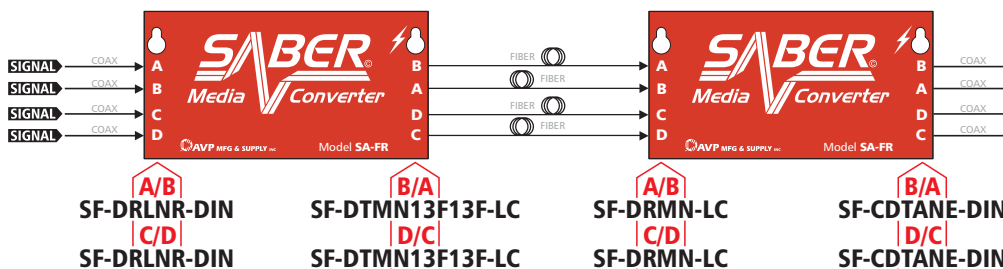 SABER©
Media Converter
AVP MFG & SUPPLY INC
Model SA-FR
SIGNAL COAX A
SIGNAL COAX B
SIGNAL COAX C
SIGNAL COAX D
B FIBER
A FIBER
D FIBER
C FIBER
SABER©
Media Converter
AVP MFG & SUPPLY INC
Model SA-FR
A
B
C
D
B COAX
A COAX
D COAX
C COAX
A/B
SF-DRLNR-DIN
C/D
SF-DRLNR-DIN
B/A
SF-DTMN13F13F-LC
D/C
SF-DTMN13F13F-LC
A/B
SF-DRMN-LC
C/D
SF-DRMN-LC
B/A
SF-CDTANE-DIN
D/C
SF-CDTANE-DIN